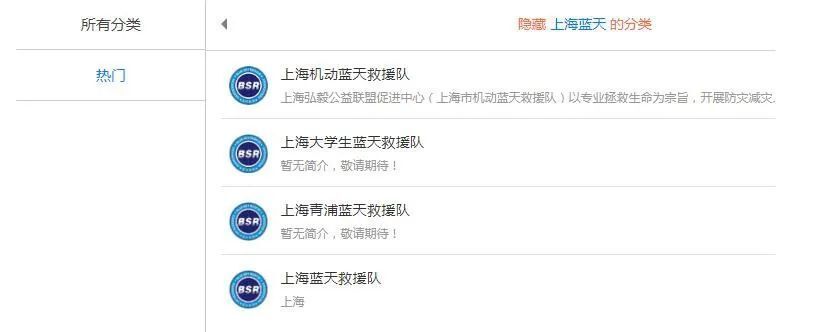 所有分类
热门
隐藏 上海蓝天 的分类
BSR
上海机动蓝天救援队
上海弘毅公益联盟促进中心（上海市机动蓝天救援队）以专业拯救生命为宗旨，开展防灾减灾
BSR
上海大学生蓝天救援队
暂无简介，敬请期待！
BSR
上海青浦蓝天救援队
暂无简介，敬请期待！
BSR
上海蓝天救援队
上海